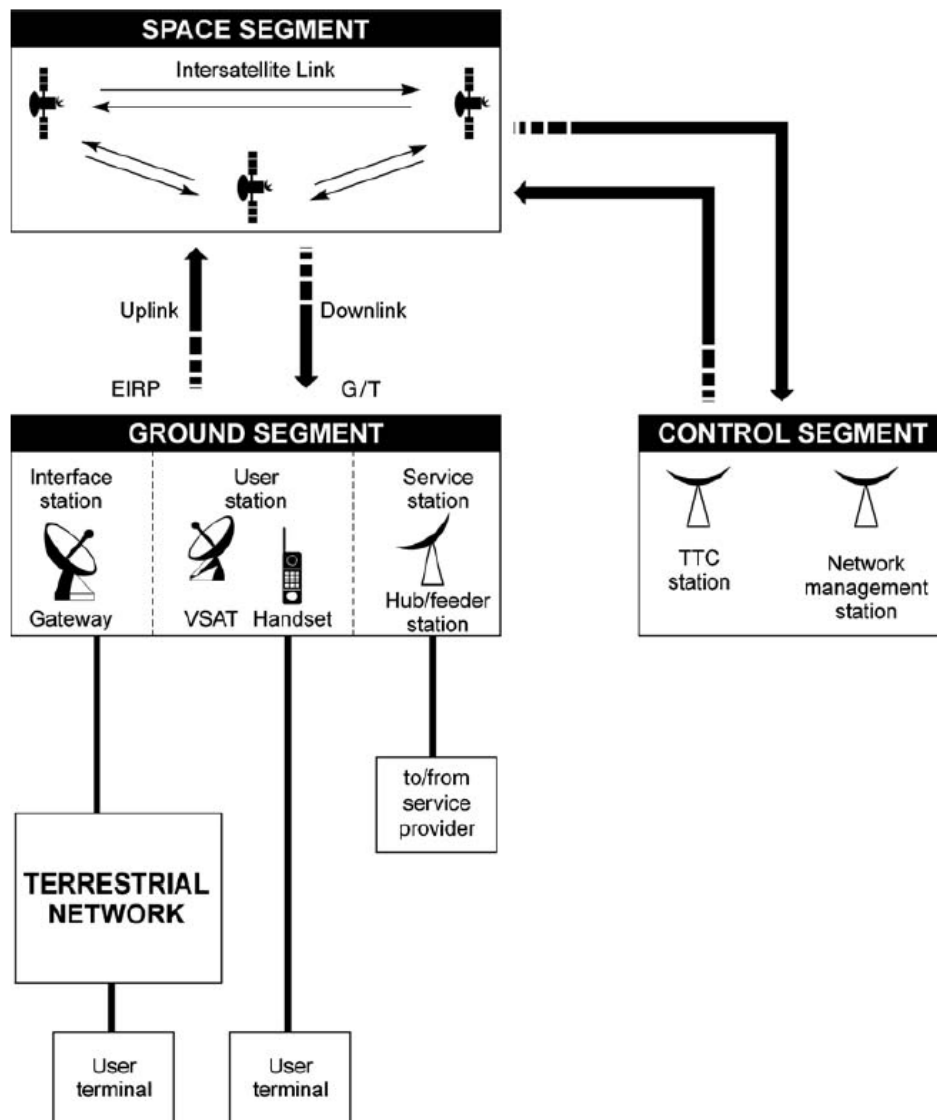 SPACE SEGMENT
Intersatellite Link
Uplink
Downlink
EIRP
G/T
GROUND SEGMENT
Interface
station
User
station
Service
station
Gateway
VSAT
Handset
Hub/feeder
station
CONTROL SEGMENT
TTC
station
Network
management
station
to/from
service
provider
TERRESTRIAL
NETWORK
User
terminal
User
terminal